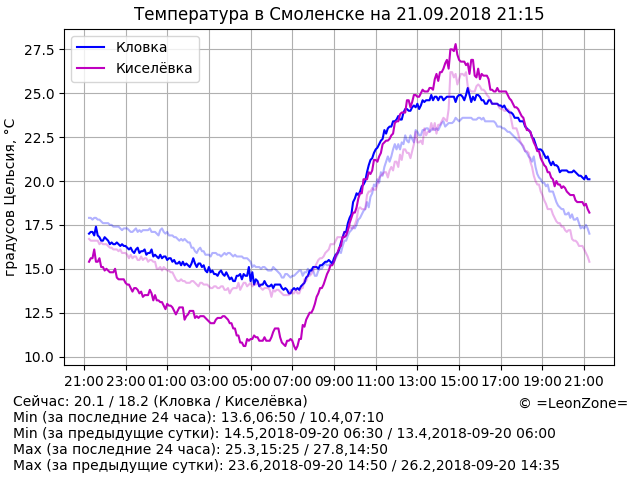 Температура в Смоленске на 21.09.2018 21:15
Кловка
Киселёвка
градусов Цельсия, °C
27.5
25.0
22.5
20.0
17.5
15.0
12.5
10.0
21:00 23:00 01:00 03:00 05:00 07:00 09:00 11:00 13:00 15:00 17:00 19:00 21:00
Сейчас: 20.1 / 18.2 (Кловка / Киселёвка)
© =LeonZone=
Min (за последние 24 часа): 13.6,06:50 / 10.4,07:10
Min (за предыдущие сутки): 14.5,2018-09-20 06:30 / 13.4,2018-09-20 06:00
Max (за последние 24 часа): 25.3,15:25 / 27.8,14:50
Max (за предыдущие сутки): 23.6,2018-09-20 14:50 / 26.2,2018-09-20 14:35